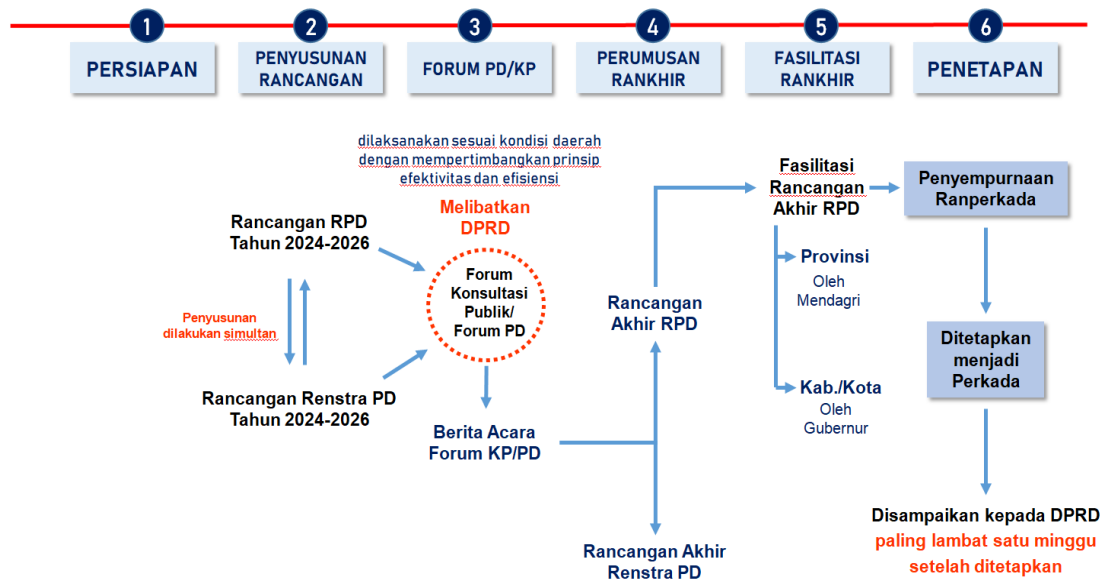 1
2
3
4
5
6
PERSIAPAN
PENYUSUNAN
RANCANGAN
FORUM PD/KP
PERUMUSAN
RANKHIR
FASILITASI
RANKHIR
PENETAPAN
dilaksanakan sesuai kondisi daerah
dengan mempertimbangkan prinsip
efektivitas dan efisiensi
Melibatkan
DPRD
Rancangan RPD
Tahun 2024-2026
Penyusunan
dilakukan simultan
Rancangan Renstra PD
Tahun 2024-2026
Forum
Konsultasi
Publik/
Forum PD
Berita Acara
Forum KP/PD
Rancangan
Akhir RPD
Rancangan Akhir
Renstra PD
Fasilitasi
Rancangan
Akhir RPD
Provinsi
Oleh
Mendagri
Kab./Kota
Oleh
Gubernur
Penyempurnaan
Ranperkada
Ditetapkan
menjadi
Perkada
Disampaikan kepada DPRD
paling lambat satu minggu
setelah ditetapkan